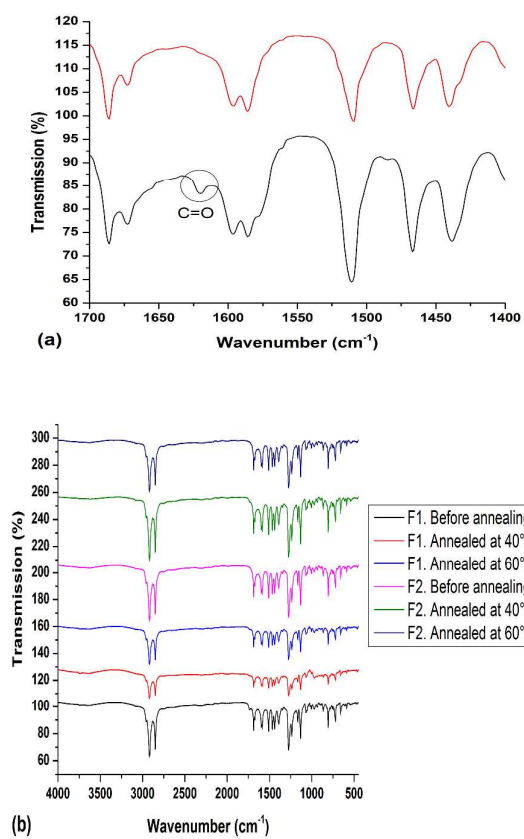 125
120
115
110
105
100
95
90
85
80
75
70
65
60
Transmission (%)
C=O
1700 1650 1600 1550 1500 1450 1400
Wavenumber (cm⁻¹)
(a)
300
280
260
240
220
200
180
160
140
120
100
80
60
Transmission (%)
F1. Before annealing
F1. Annealed at 40°
F1. Annealed at 60°
F2. Before annealing
F2. Annealed at 40°
F2. Annealed at 60°
4000 3500 3000 2500 2000 1500 1000 500
Wavenumber (cm⁻¹)
(b)